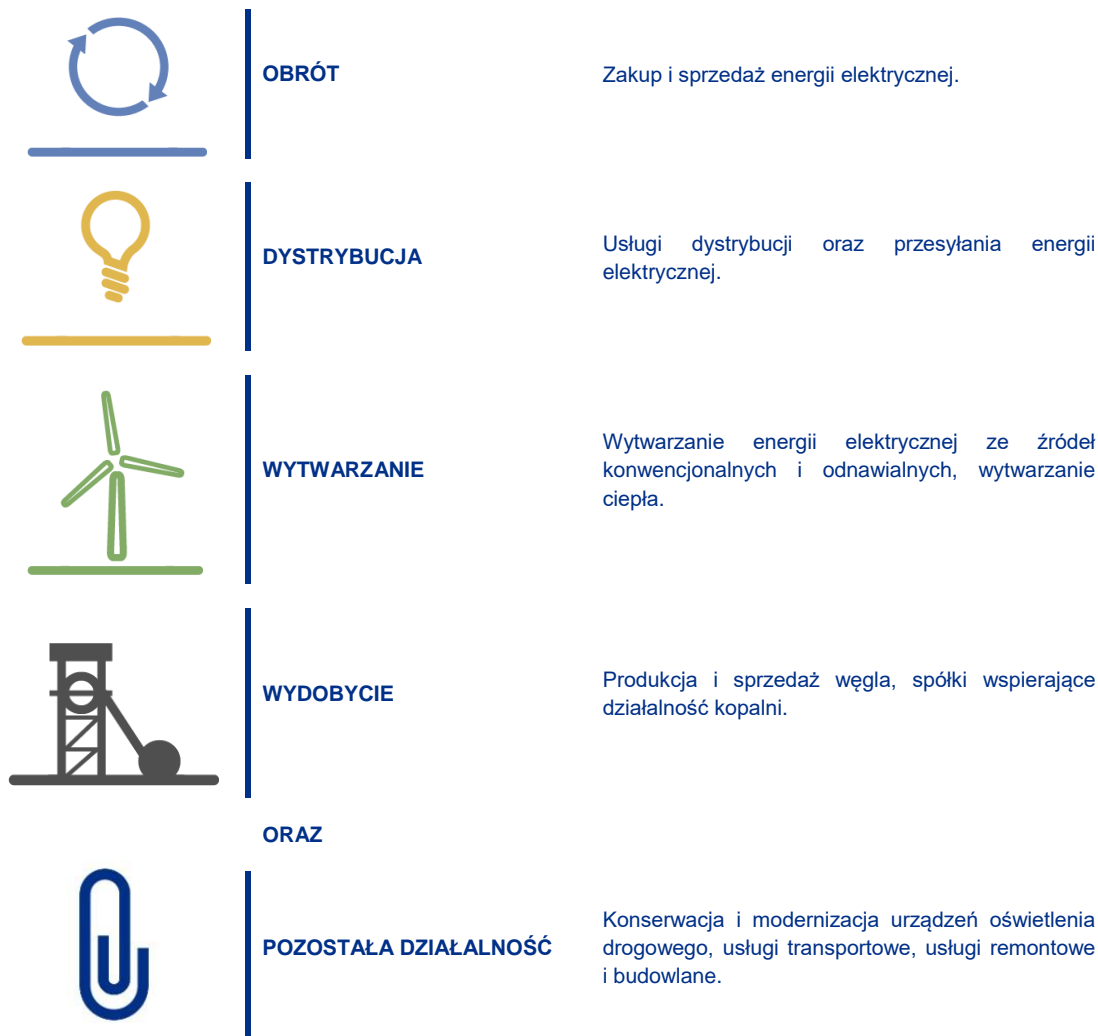 OBRÓT
Zakup i sprzedaż energii elektrycznej.
DYSTRYBUCJA
Usługi dystrybucji oraz przesyłania energii
elektrycznej.
WYTWARZANIE
Wytwarzanie energii elektrycznej ze źródeł
konwencjonalnych i odnawialnych, wytwarzanie
ciepła.
WYDOBYCIE
Produkcja i sprzedaż węgla, spółki wspierające
działalność kopalni.
ORAZ
POZOSTAŁA DZIAŁALNOŚĆ
Konserwacja i modernizacja urządzeń oświetlenia
drogowego, usługi transportowe, usługi remontowe
i budowlane.